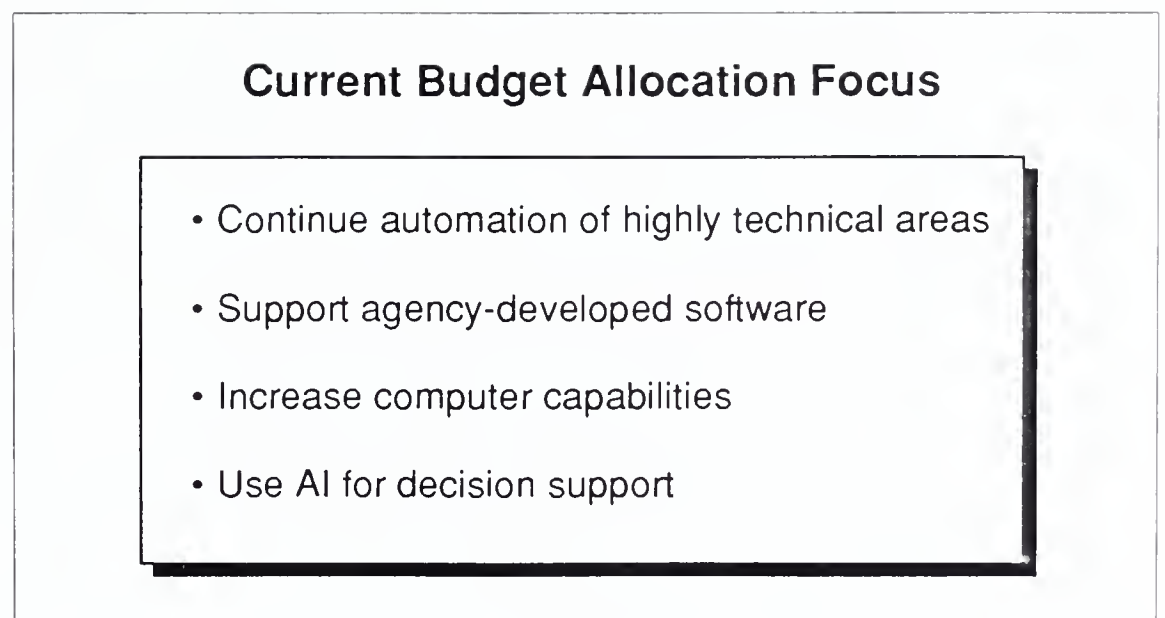 Current Budget Allocation Focus
• Continue automation of highly technical areas
• Support agency-developed software
• Increase computer capabilities
• Use AI for decision support